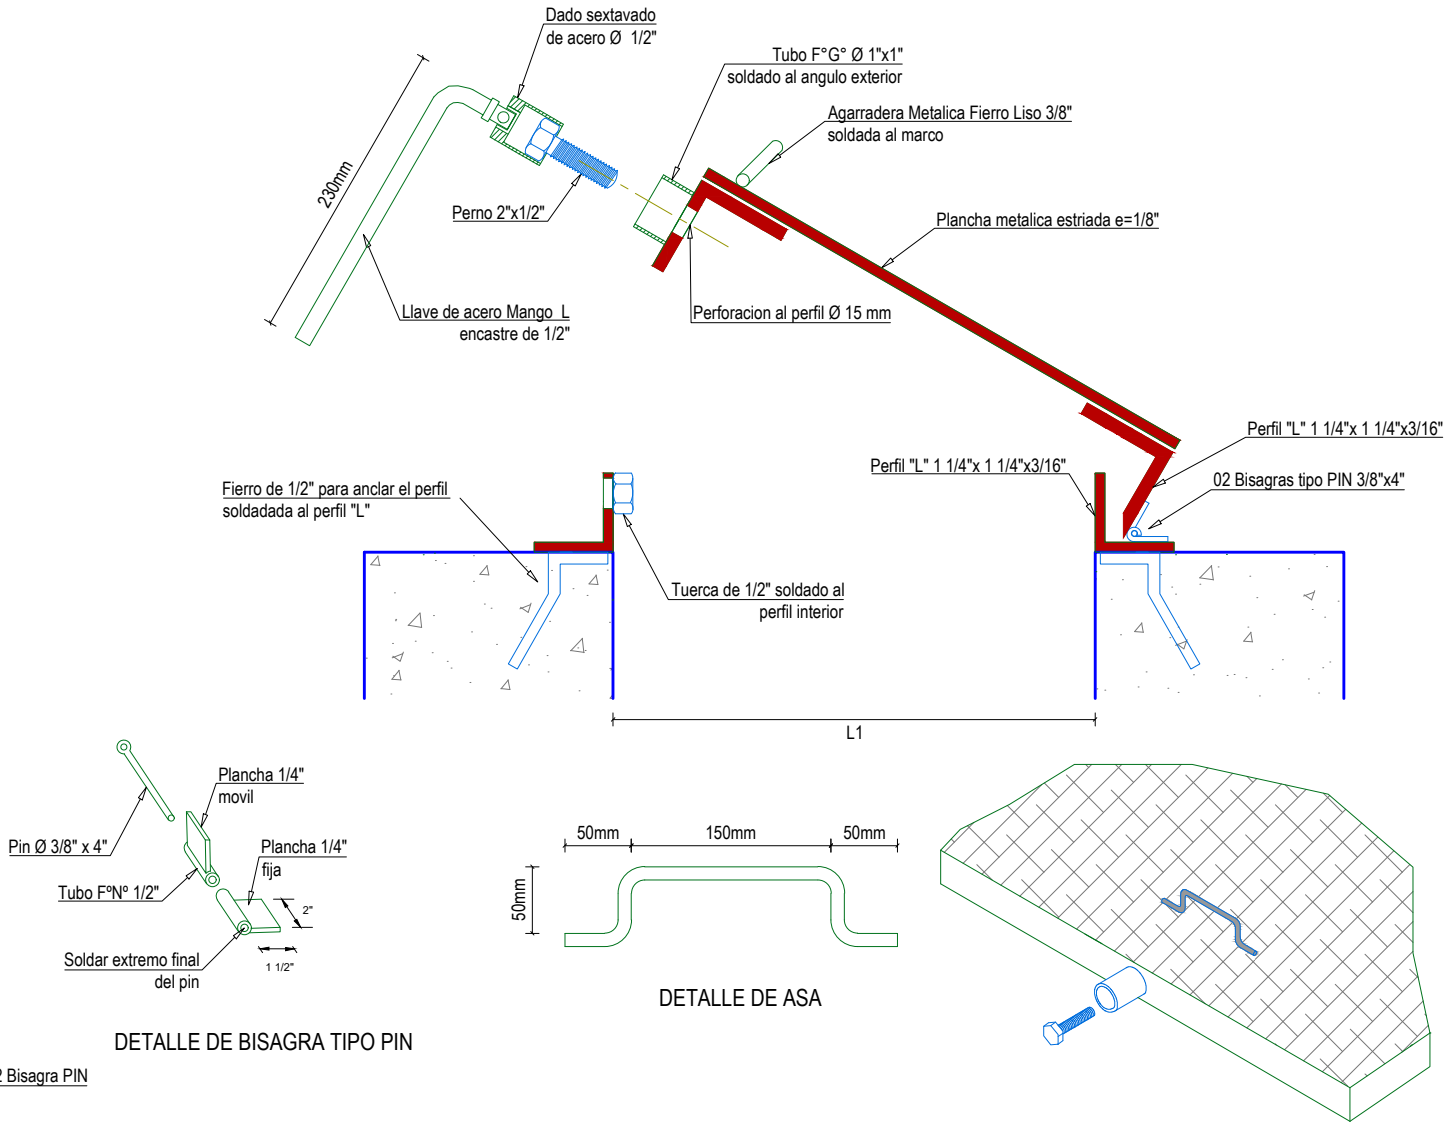 Dado sextavado
de acero Ø 1/2"
Tubo F°G° Ø 1"x1"
soldado al angulo exterior
Agarradera Metalica Fierro Liso 3/8"
soldada al marco
230mm
Perno 2"x1/2"
Plancha metalica estriada e=1/8"
Llave de acero Mango L
encastre de 1/2"
Perforacion al perfil Ø 15 mm
Perfil "L" 1 1/4"x 1 1/4"x3/16"
Perfil "L" 1 1/4"x 1 1/4"x3/16"
02 Bisagras tipo PIN 3/8"x4"
Fierro de 1/2" para anclar el perfil
soldadada al perfil "L"
Tuerca de 1/2" soldado al
perfil interior
L1
Plancha 1/4"
movil
Pin Ø 3/8" x 4"
Plancha 1/4"
fija
Tubo F°N° 1/2"
2"
Soldar extremo final
del pin
1 1/2"
DETALLE DE BISAGRA TIPO PIN
50mm
150mm
50mm
50mm
DETALLE DE ASA
2 Bisagra PIN